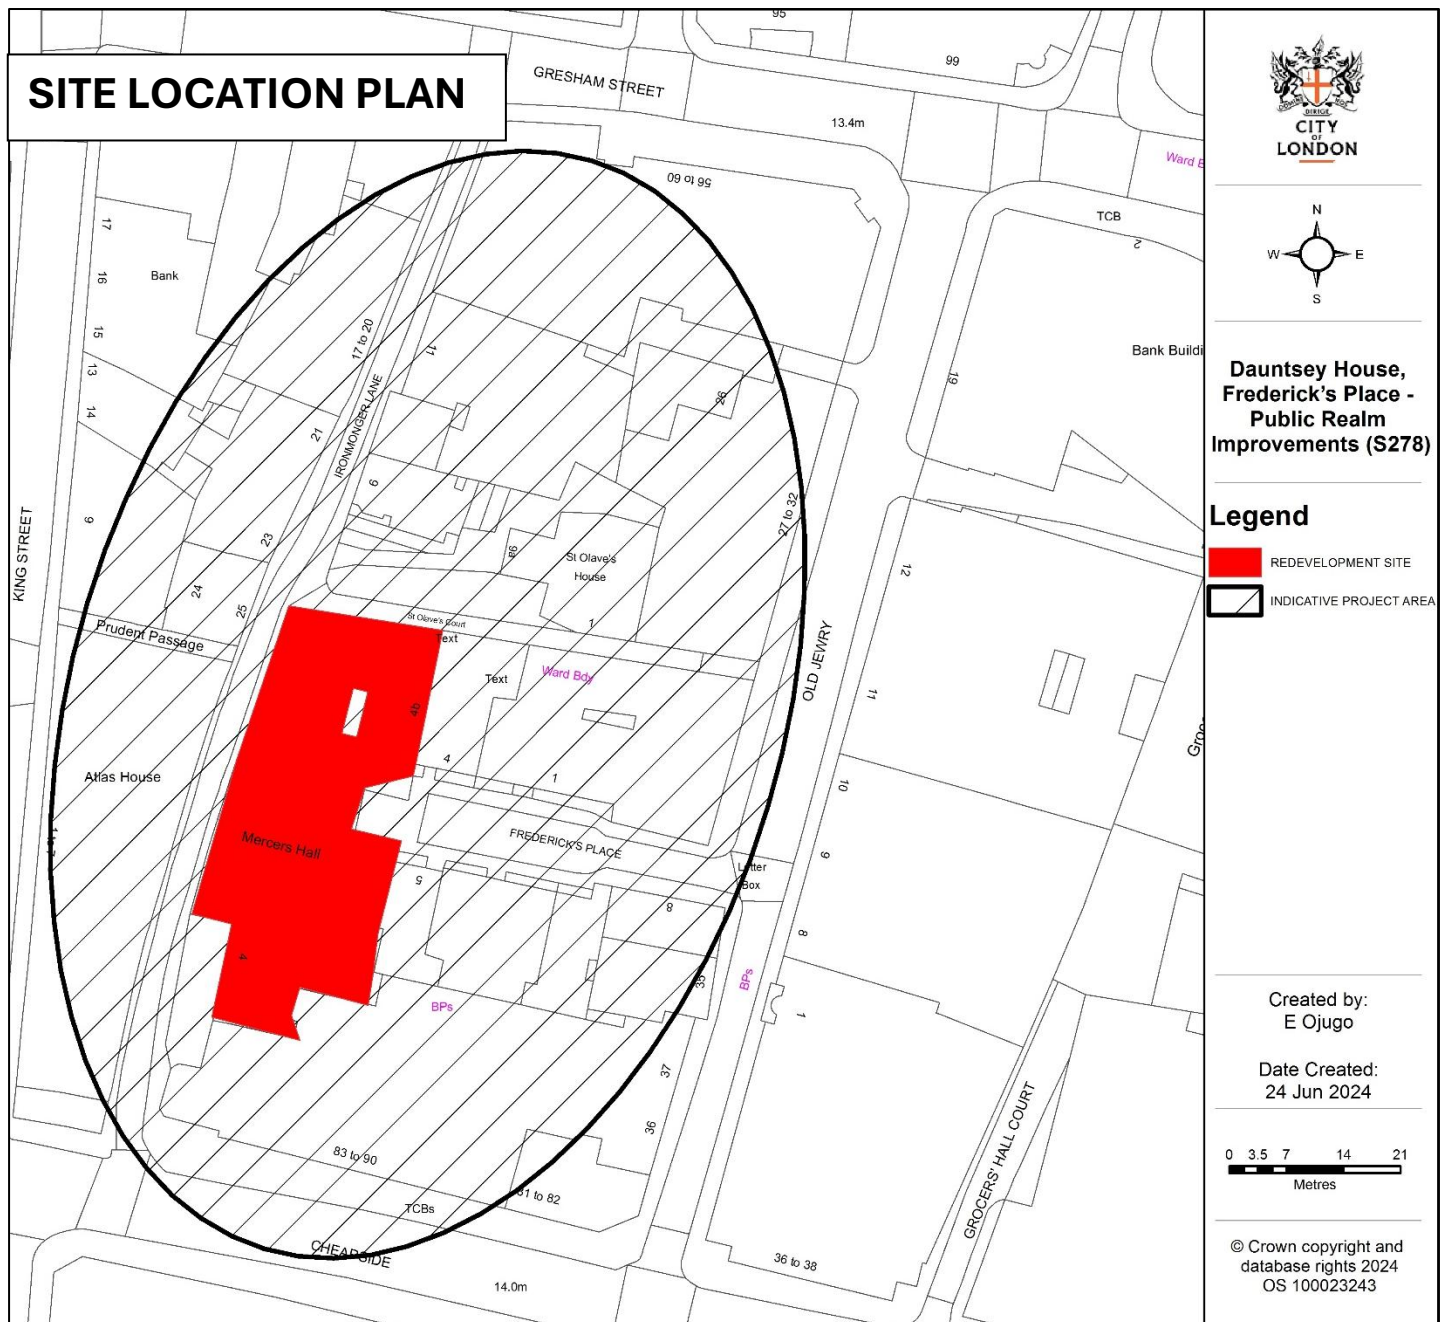 SITE LOCATION PLAN
95
99
GRESHAM STREET
13.4m
Ward B
56 to 60
TCB
2
17
16
15
13
14
Bank
17 to 20
11
IRONMONGER LANE
21
26
19
Bank Buildi
6
9
KING STREET
23
24
25
9a
St Olave's
House
27 to 32
12
Prudent Passage
St Olave's Court
1
Text
Text
Ward Bdy
OLD JEWRY
11
4b
4
1
Atlas House
10
Mercers Hall
FREDERICK'S PLACE
9
Letter
Box
5
8
8
4
35
BPs
BPs
1
37
36
83 to 90
81 to 82
TCBs
CHEAPSIDE
14.0m
36 to 38
GROCERS' HALL COURT
DOMINE DIRIGE NOS
CITY
OF
LONDON
N
W E
S
Dauntsey House,
Frederick's Place -
Public Realm
Improvements (S278)
Legend
REDEVELOPMENT SITE
INDICATIVE PROJECT AREA
Created by:
E Ojugo
Date Created:
24 Jun 2024
0 3.5 7 14 21
Metres
© Crown copyright and
database rights 2024
OS 100023243